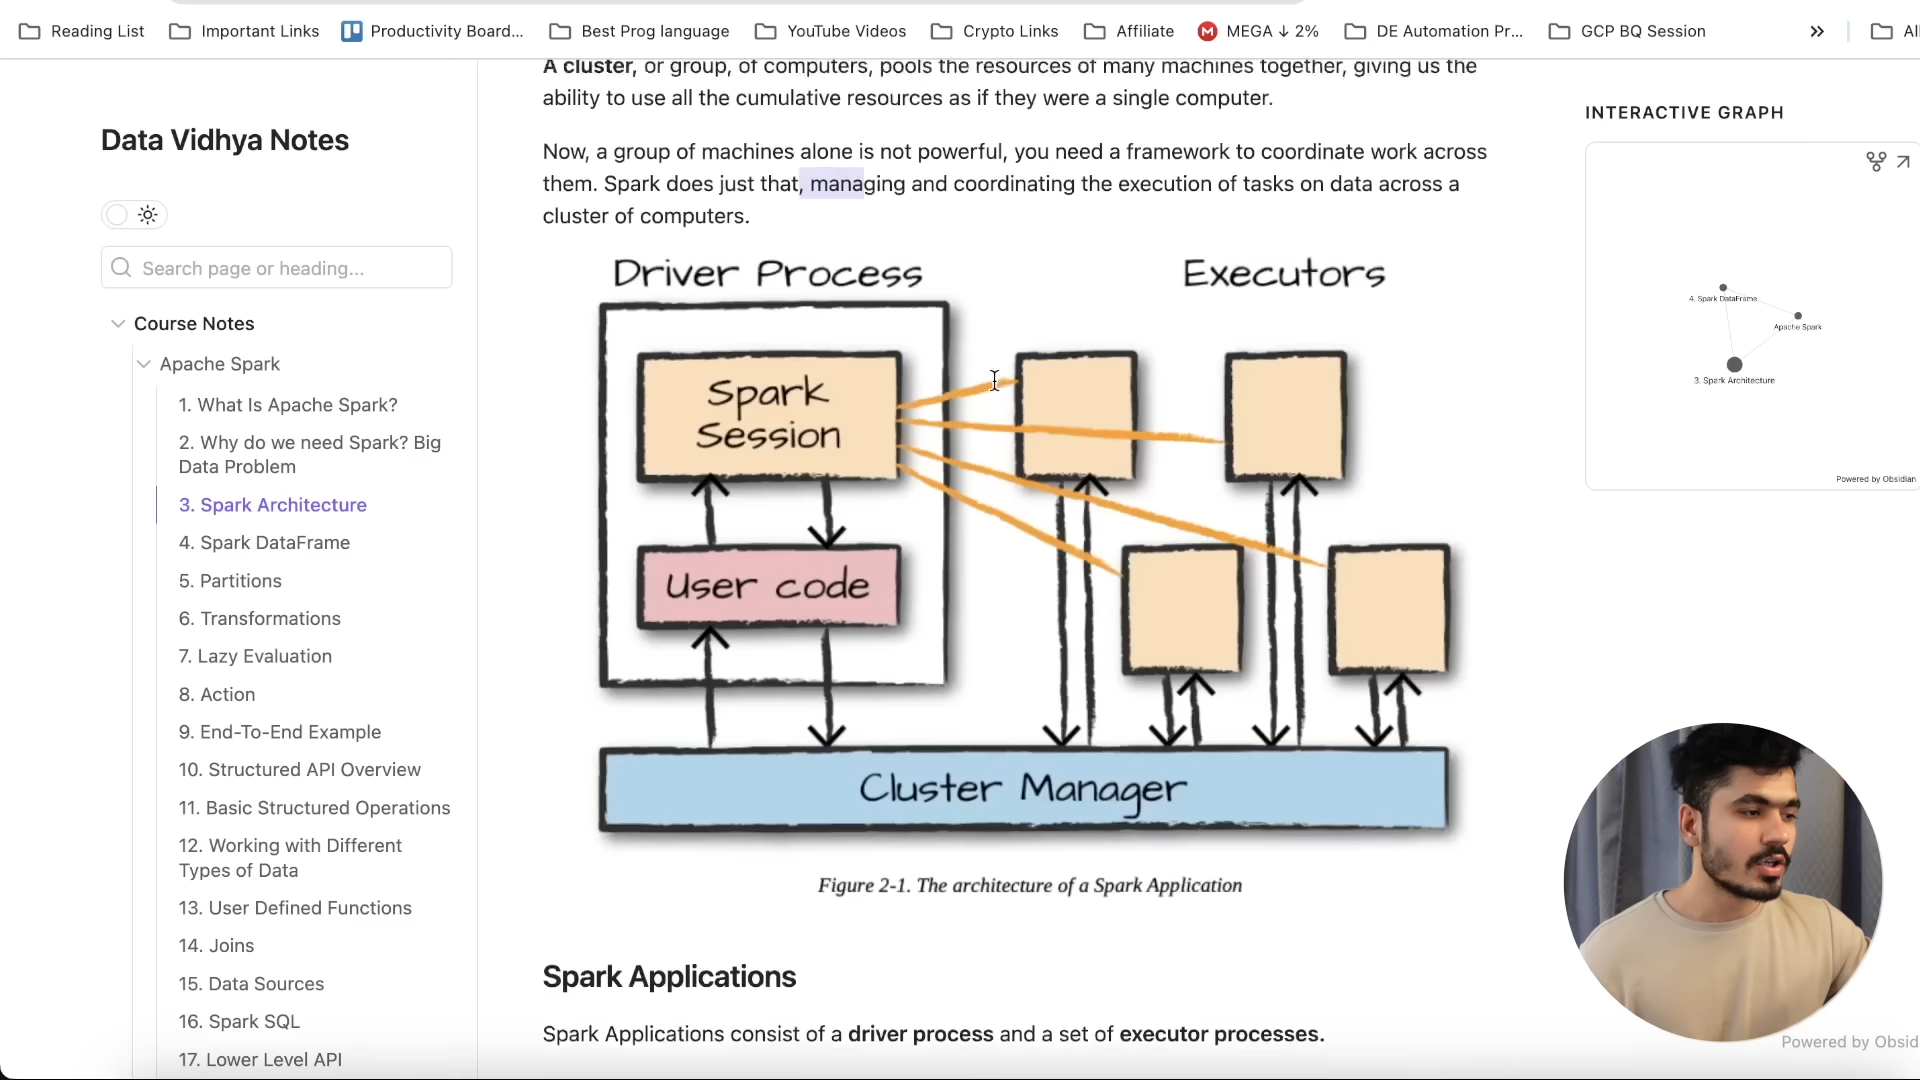 Reading List
Important Links
Productivity Board...
Best Prog language
YouTube Videos
Crypto Links
Affiliate
MEGA ↓ 2%
DE Automation Pr...
GCP BQ Session
Data Vidhya Notes
Search page or heading...
Course Notes
Apache Spark
1. What Is Apache Spark?
2. Why do we need Spark? Big
Data Problem
3. Spark Architecture
4. Spark DataFrame
5. Partitions
6. Transformations
7. Lazy Evaluation
8. Action
9. End-To-End Example
10. Structured API Overview
11. Basic Structured Operations
12. Working with Different
Types of Data
13. User Defined Functions
14. Joins
15. Data Sources
16. Spark SQL
17. Lower Level API
A cluster, or group, of computers, pools the resources of many machines together, giving us the
ability to use all the cumulative resources as if they were a single computer.
Now, a group of machines alone is not powerful, you need a framework to coordinate work across
them. Spark does just that, managing and coordinating the execution of tasks on data across a
cluster of computers.
Driver Process
Executors
Spark
Session
User code
Cluster Manager
Figure 2-1. The architecture of a Spark Application
Spark Applications
Spark Applications consist of a driver process and a set of executor processes.
INTERACTIVE GRAPH
4. Spark DataFrame
Apache Spark
3. Spark Architecture
Powered by Obsidian
Powered by Obsid